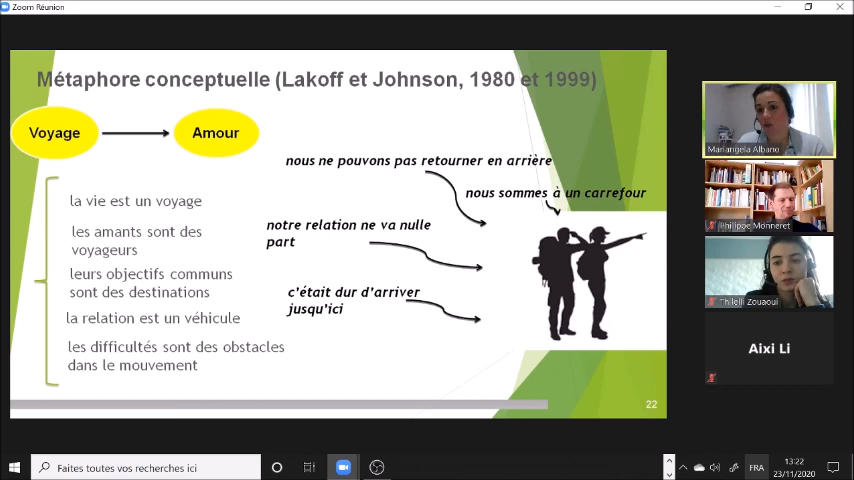 Zoom Réunion
Métaphore conceptuelle (Lakoff et Johnson, 1980 et 1999)
Voyage
Amour
nous ne pouvons pas retourner en arrière
nous sommes à un carrefour
la vie est un voyage
les amants sont des
voyageurs
notre relation ne va nulle
part
leurs objectifs communs
sont des destinations
c'était dur d'arriver
jusqu'ici
la relation est un véhicule
les difficultés sont des obstacles
dans le mouvement
22
Mariangela Albano
Philippe Monneret
Thilelli Zouaoui
Aixi Li
Faites toutes vos recherches ici
FRA
13:22
23/11/2020